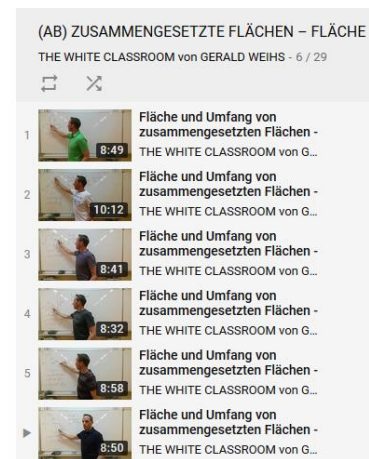 (AB) ZUSAMMENGESETZTE FLÄCHEN – FLÄCHE
THE WHITE CLASSROOM von GERALD WEIHS - 6 / 29
1
8:49
Fläche und Umfang von
zusammengesetzten Flächen -
THE WHITE CLASSROOM von G...
2
10:12
Fläche und Umfang von
zusammengesetzten Flächen -
THE WHITE CLASSROOM von G...
3
8:41
Fläche und Umfang von
zusammengesetzten Flächen -
THE WHITE CLASSROOM von G...
4
8:32
Fläche und Umfang von
zusammengesetzten Flächen -
THE WHITE CLASSROOM von G...
5
8:58
Fläche und Umfang von
zusammengesetzten Flächen -
THE WHITE CLASSROOM von G...
8:50
Fläche und Umfang von
zusammengesetzten Flächen -
THE WHITE CLASSROOM von G...